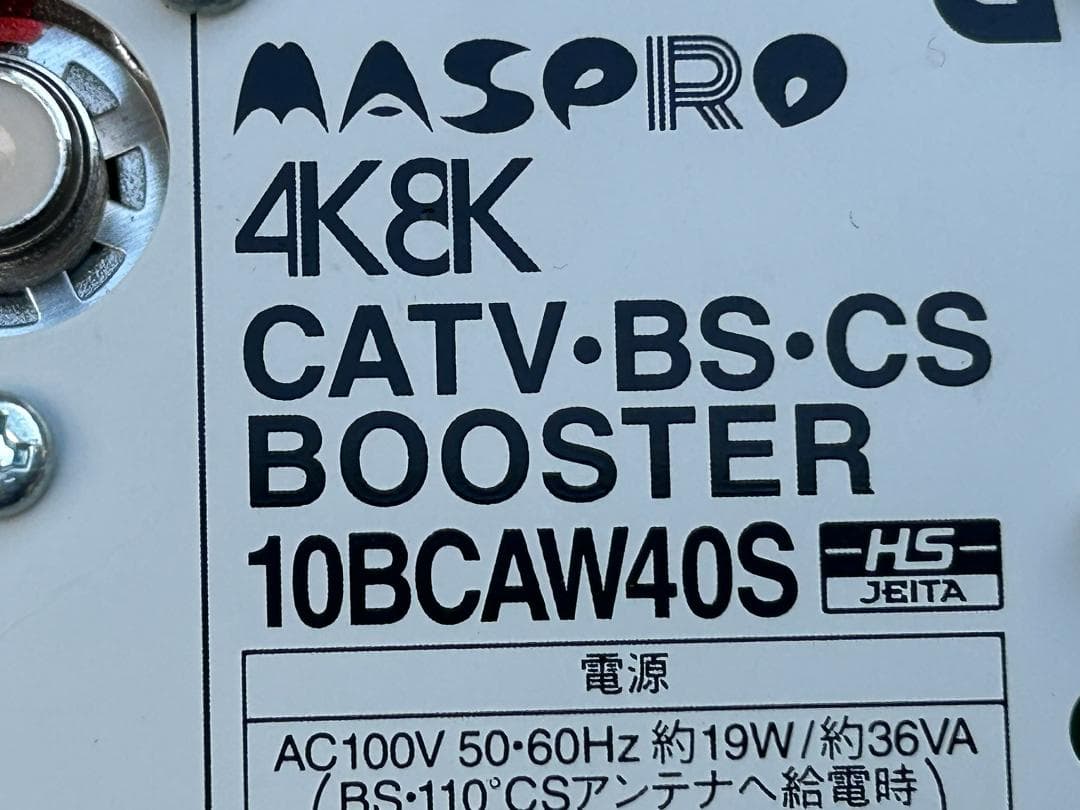 MASPRO
4K8K
CATV・BS・CS
BOOSTER
10BCAW40S HS JEITA
電源
AC100V 50・60Hz 約19W/約36VA
(BS・110°CSアンテナへ給電時)